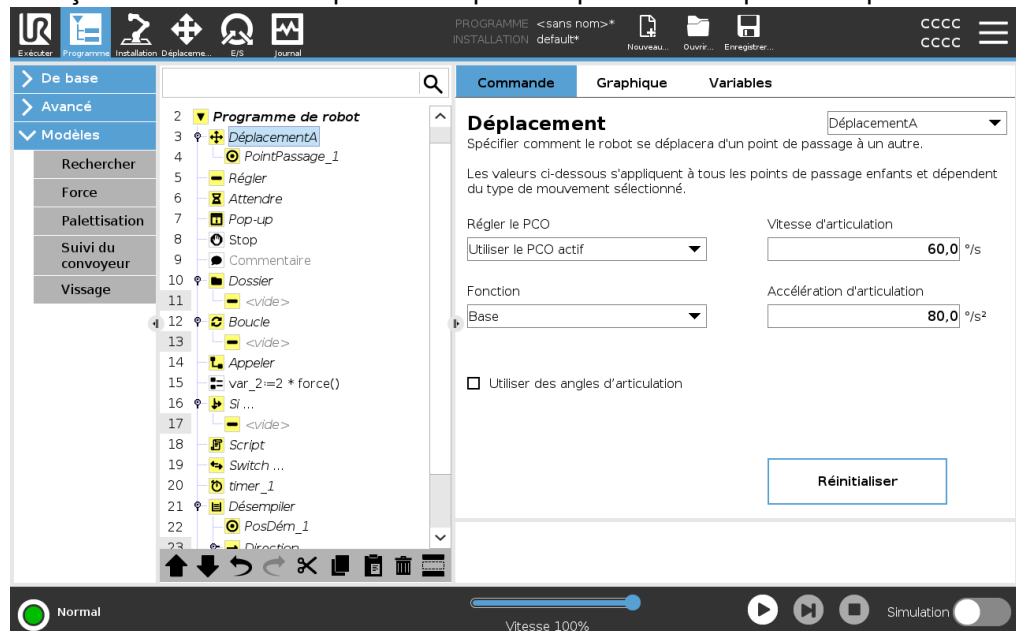 PROGRAMME <sans nom>*
INSTALLATION default*
Exécuter
Programme
Installation
Déplaceme...
E/S
Journal
Nouveau...
Ouvrir...
Enregistrer...
cccc
cccc
De base
Avancé
Modèles
Rechercher
Force
Palettisation
Suivi du
convoyeur
Vissage
2 Programme de robot
3 DéplacementA
4 PointPassage_1
5 Régler
6 Attendre
7 Pop-up
8 Stop
9 Commentaire
10 Dossier
11 <vide>
12 Boucle
13 <vide>
14 Appeler
15 var_2≔2 * force()
16 Si ...
17 <vide>
18 Script
19 Switch ...
20 timer_1
21 Désempiler
22 PosDém_1
23 Direction
Commande
Graphique
Variables
Déplacement
DéplacementA
Spécifier comment le robot se déplacera d'un point de passage à un autre.
Les valeurs ci-dessous s'appliquent à tous les points de passage enfants et dépendent
du type de mouvement sélectionné.
Régler le PCO
Vitesse d'articulation
Utiliser le PCO actif
60,0 °/s
Fonction
Accélération d'articulation
Base
80,0 °/s²
Utiliser des angles d'articulation
Réinitialiser
Normal
Vitesse 100%
Simulation